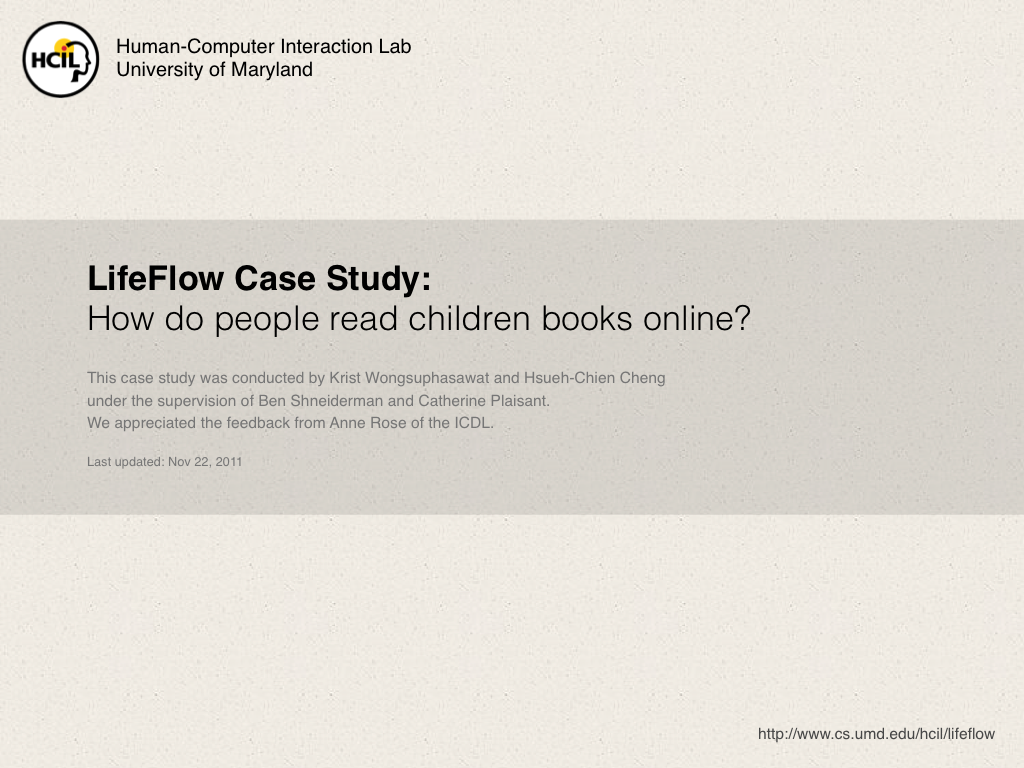 HCIL
Human-Computer Interaction Lab
University of Maryland
LifeFlow Case Study:
How do people read children books online?
This case study was conducted by Krist Wongsuphasawat and Hsueh-Chien Cheng
under the supervision of Ben Shneiderman and Catherine Plaisant.
We appreciated the feedback from Anne Rose of the ICDL.
Last updated: Nov 22, 2011
http://www.cs.umd.edu/hcil/lifeflow